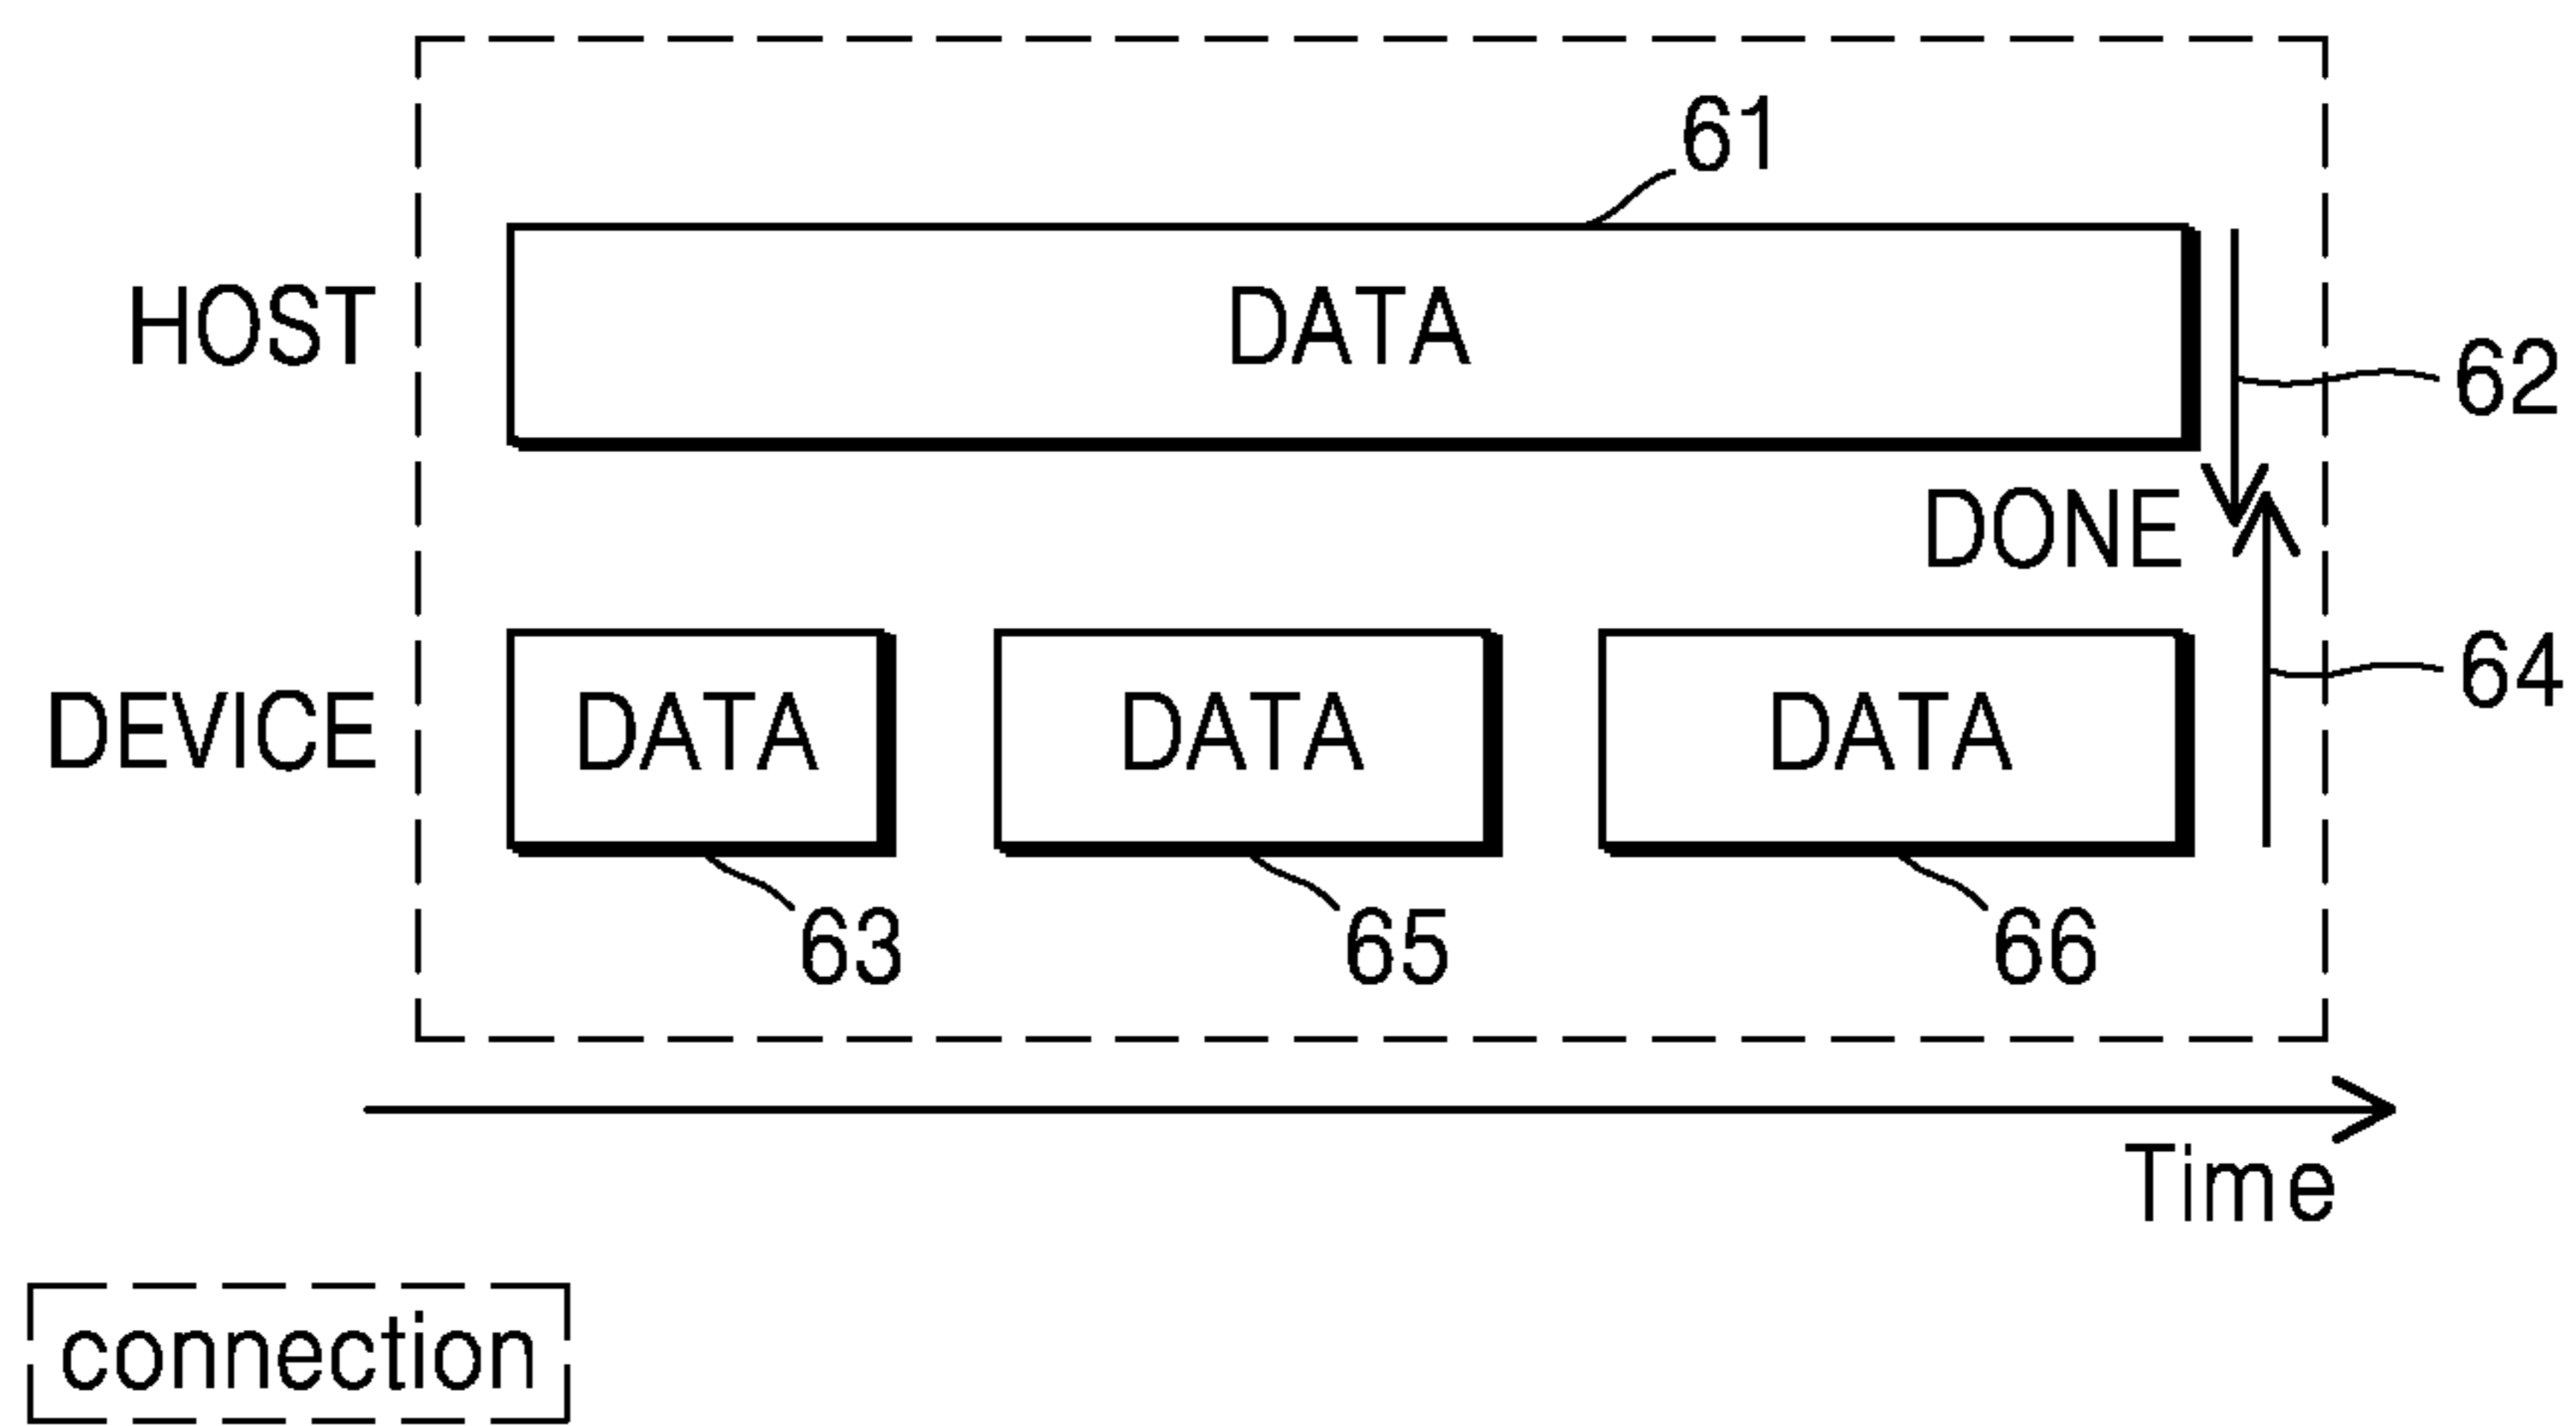 61
HOST
DATA
62
DONE
DEVICE
DATA
DATA
DATA
64
63
65
66
Time
connection